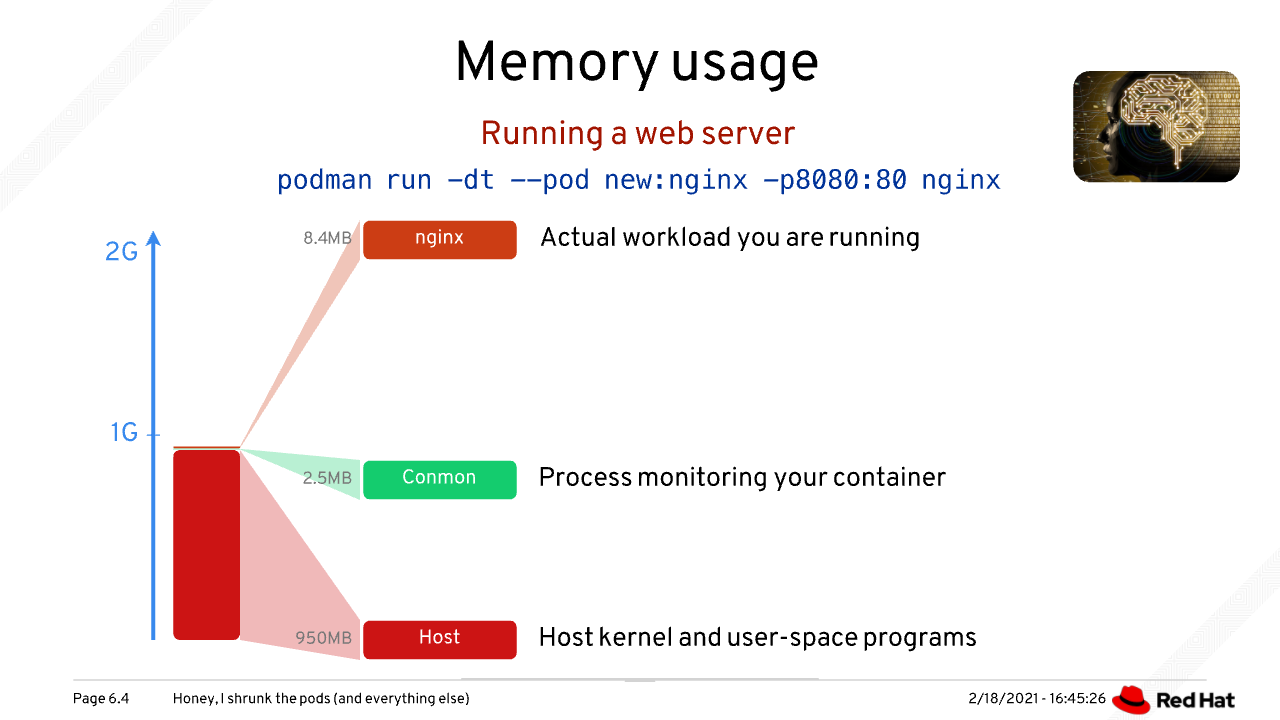 Memory usage
Running a web server
podman run -dt --pod new:nginx -p8080:80 nginx
2G
8.4MB nginx Actual workload you are running
1G
2.5MB Conmon Process monitoring your container
950MB Host Host kernel and user-space programs
Page 6.4 Honey, I shrunk the pods (and everything else) 2/18/2021 - 16:45:26 Red Hat